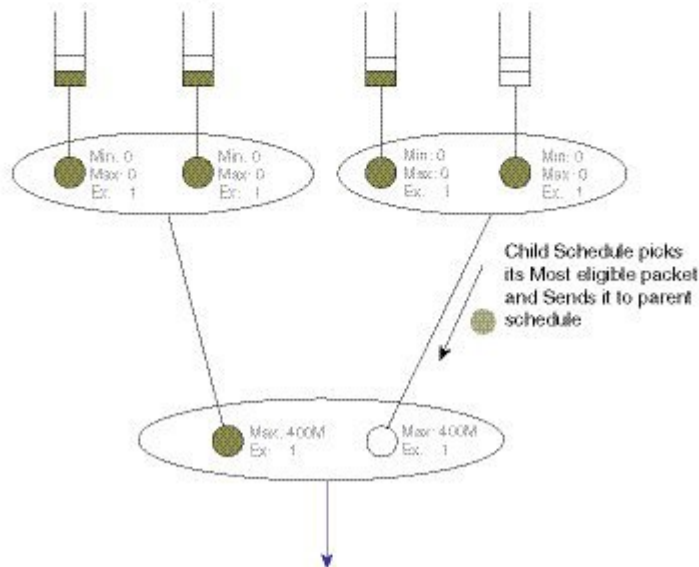 Min: 0
Max: 0
Ex: 1
Min: 0
Max: 0
Ex: 1
Min: 0
Max: 0
Ex: 1
Min: 0
Max: 0
Ex: 1
Child Schedule picks
its Most eligible packet
and Sends it to parent
schedule
Max: 400M
Ex: 1
Max: 400M
Ex: 1